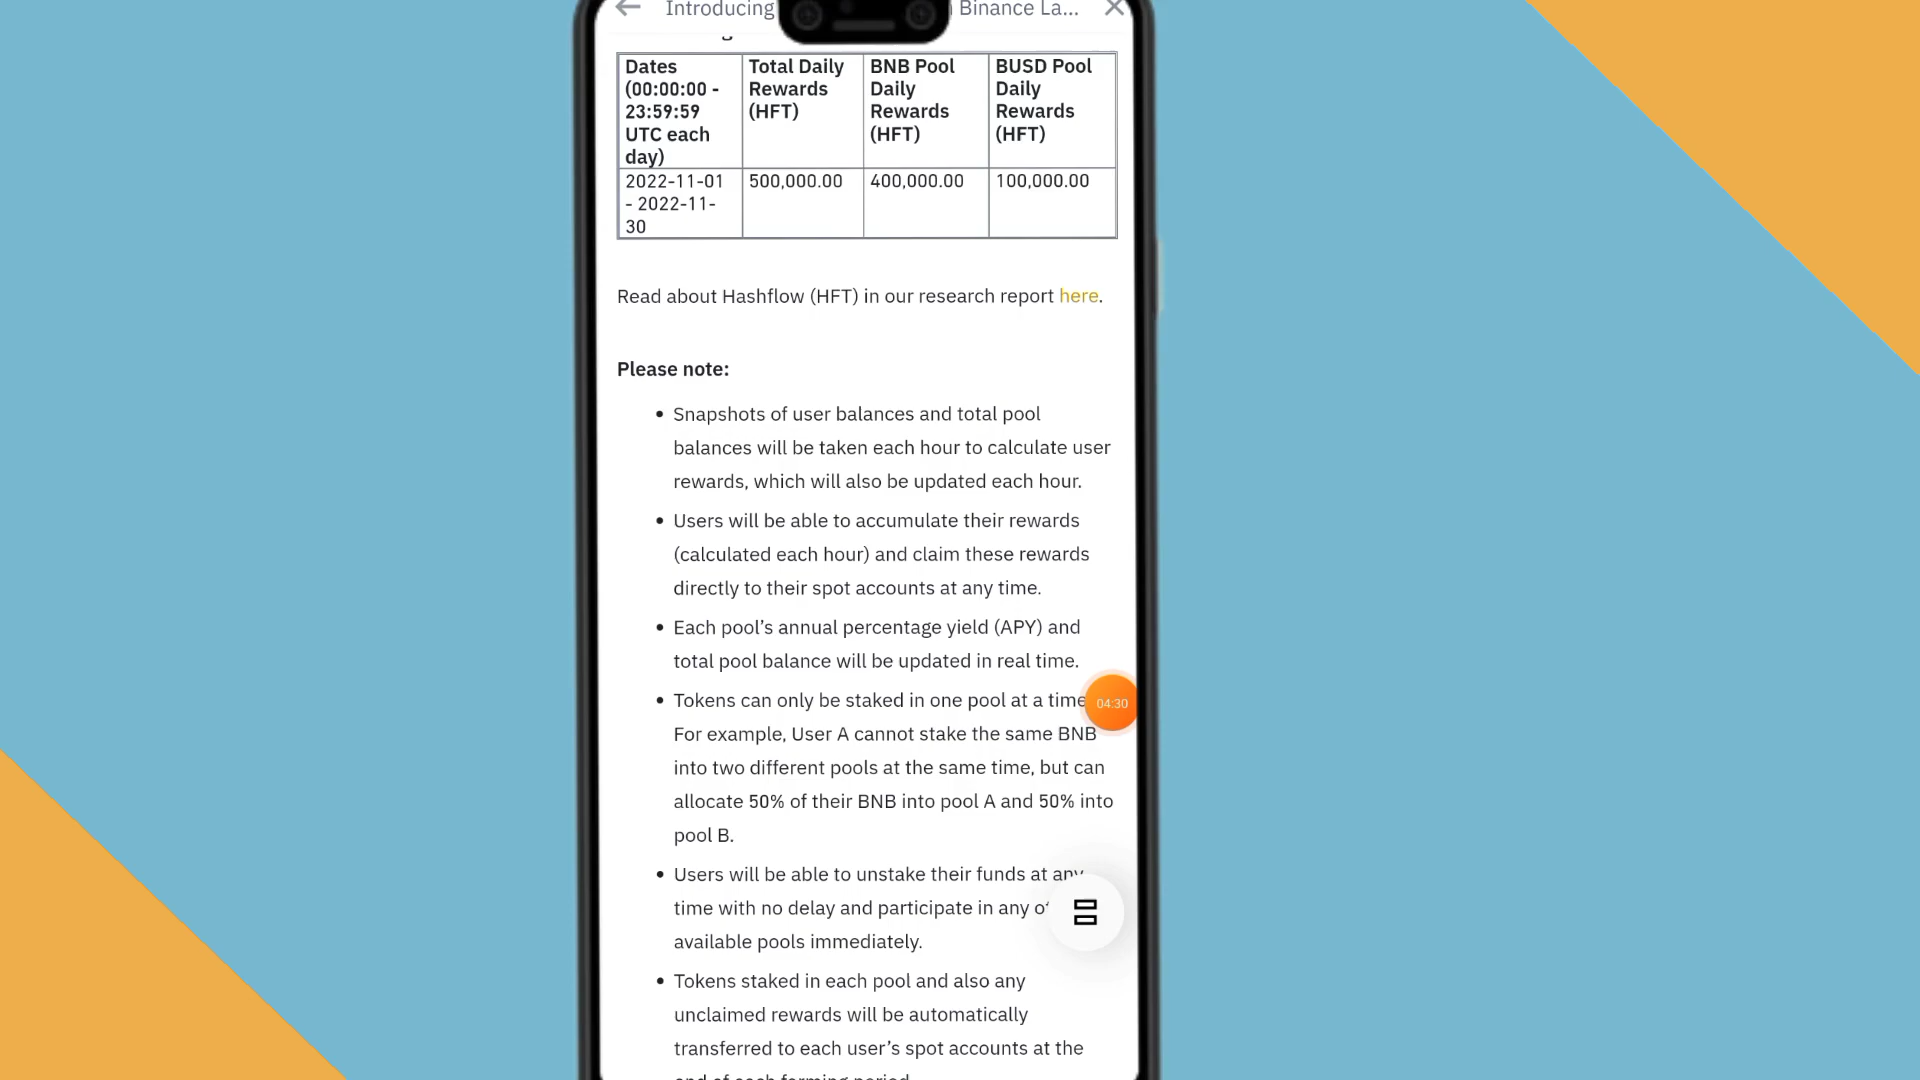 Introducing Binance La...
Dates Total Daily BNB Pool BUSD Pool
(00:00:00 - Rewards Daily Daily
23:59:59 (HFT) Rewards Rewards
UTC each (HFT) (HFT)
day)
2022-11-01 500,000.00 400,000.00 100,000.00
- 2022-11-
30
Read about Hashflow (HFT) in our research report here.
Please note:
• Snapshots of user balances and total pool
balances will be taken each hour to calculate user
rewards, which will also be updated each hour.
• Users will be able to accumulate their rewards
(calculated each hour) and claim these rewards
directly to their spot accounts at any time.
• Each pool's annual percentage yield (APY) and
total pool balance will be updated in real time.
• Tokens can only be staked in one pool at a time
04:30
For example, User A cannot stake the same BNB
into two different pools at the same time, but can
allocate 50% of their BNB into pool A and 50% into
pool B.
• Users will be able to unstake their funds at any
time with no delay and participate in any
available pools immediately.
• Tokens staked in each pool and also any
unclaimed rewards will be automatically
transferred to each user's spot accounts at the
end of each farming period